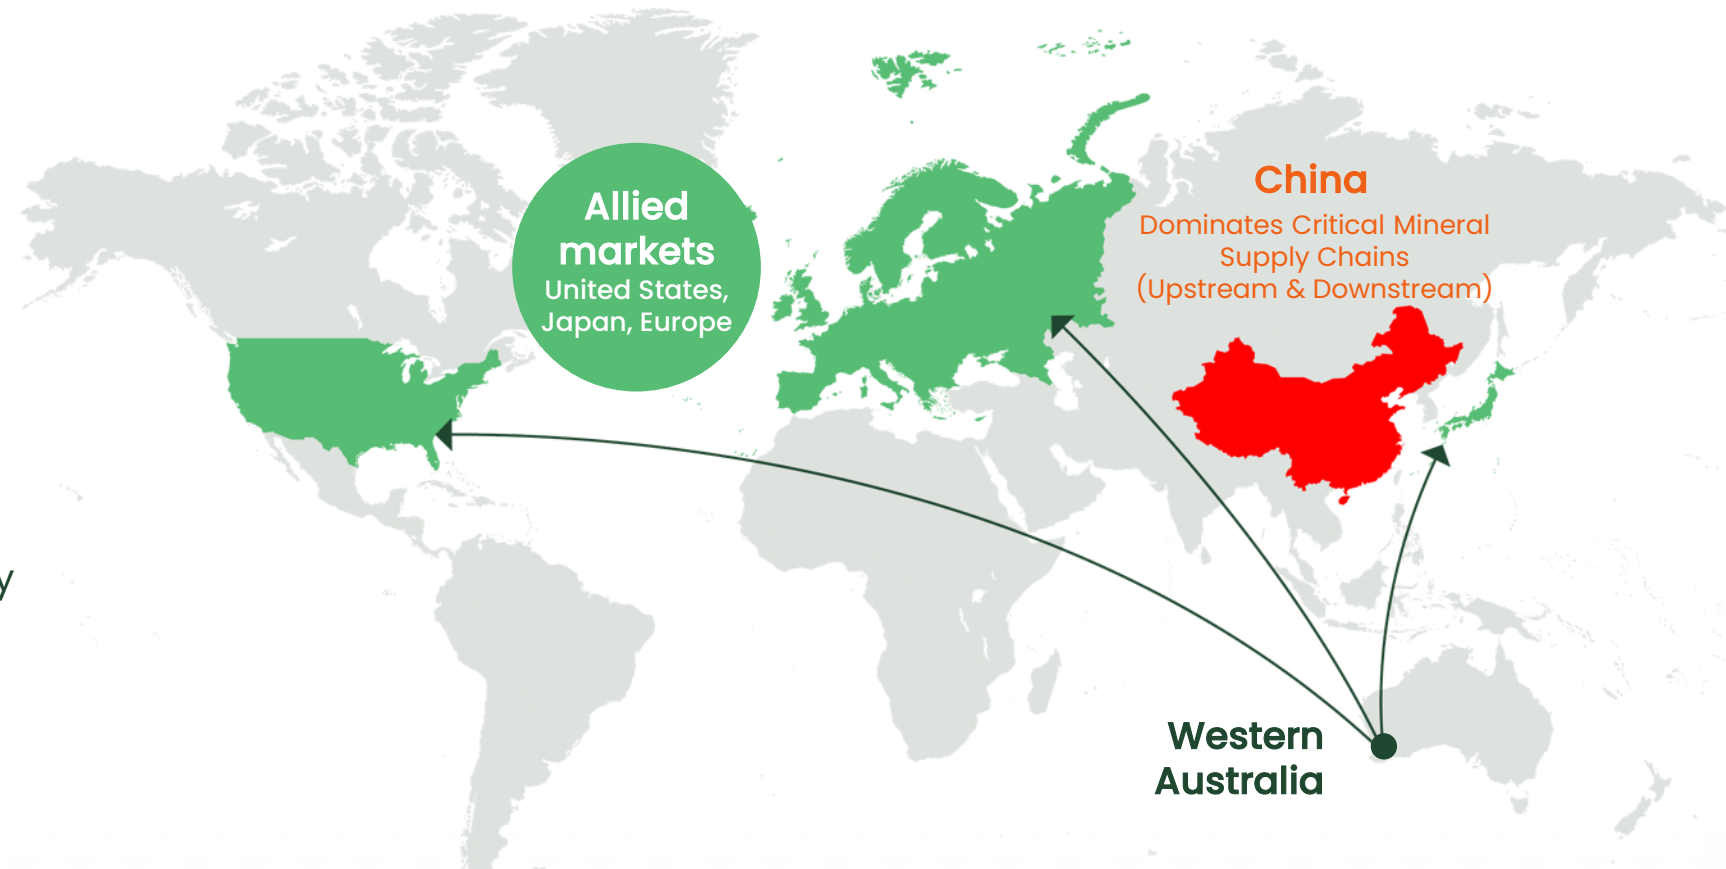 Allied
markets
United States,
Japan, Europe
China
Dominates Critical Mineral
Supply Chains
(Upstream & Downstream)
y
Western
Australia